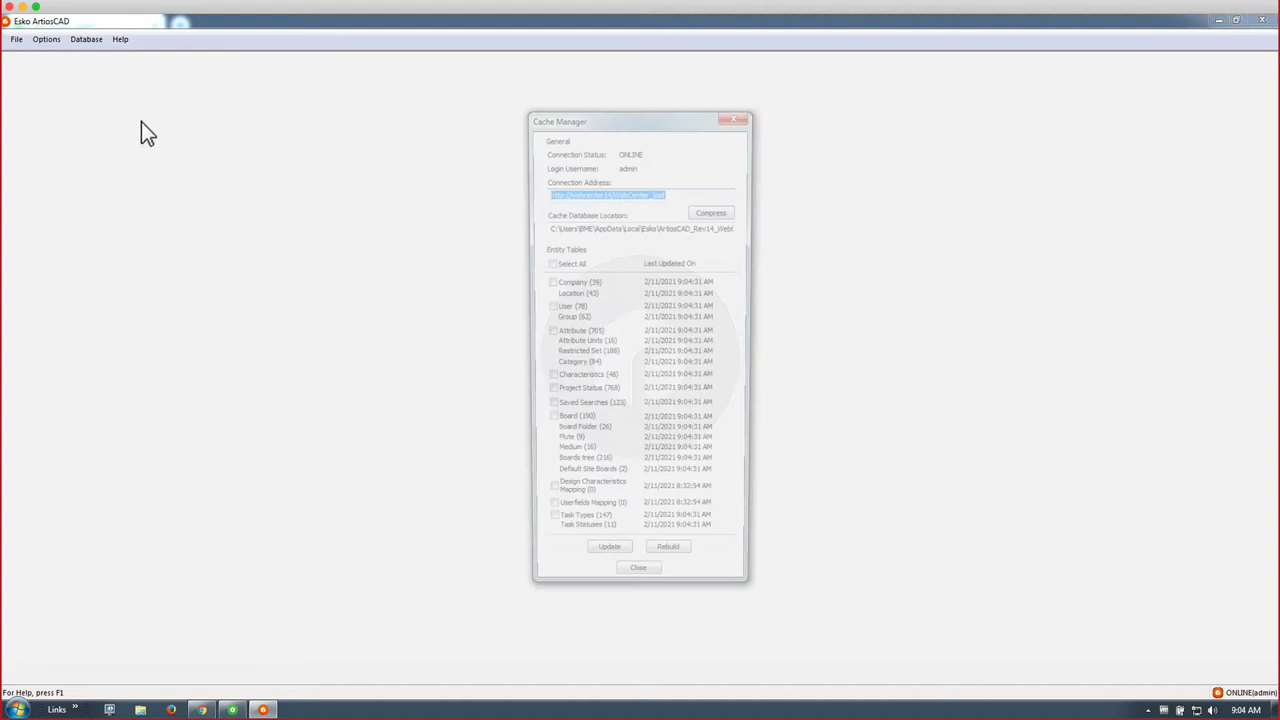 Esko ArtiosCAD
File Options Database Help
Cache Manager
General
Connection Status: ONLINE
Login Username: admin
Connection Address:
Cache Database Location: Compress
C:\Users\BME\AppData\Local\Esko\ArtiosCAD_Rev14_Web
Entity Tables
Select All Last Updated On
Company (39) 2/11/2021 9:04:31 AM
Location (43) 2/11/2021 9:04:31 AM
User (78) 2/11/2021 9:04:31 AM
Group (62) 2/11/2021 9:04:31 AM
Attribute (705) 2/11/2021 9:04:31 AM
Attribute Units (16) 2/11/2021 9:04:31 AM
Restricted Set (188) 2/11/2021 9:04:31 AM
Category (84) 2/11/2021 9:04:31 AM
Characteristics (48) 2/11/2021 9:04:31 AM
Project Status (768) 2/11/2021 9:04:31 AM
Saved Searches (123) 2/11/2021 9:04:31 AM
Board (190) 2/11/2021 9:04:31 AM
Board Folder (26) 2/11/2021 9:04:31 AM
Flute (9) 2/11/2021 9:04:31 AM
Medium (16) 2/11/2021 9:04:31 AM
Boards tree (216) 2/11/2021 9:04:31 AM
Default Site Boards (2) 2/11/2021 9:04:31 AM
Design Characteristics
Mapping (0) 2/11/2021 8:32:54 AM
Userfields Mapping (0) 2/11/2021 8:32:54 AM
Task Types (147) 2/11/2021 9:04:31 AM
Task Statuses (11) 2/11/2021 9:04:31 AM
Update Rebuild
Close
For Help, press F1
ONLINE(admin)
Links
9:04 AM